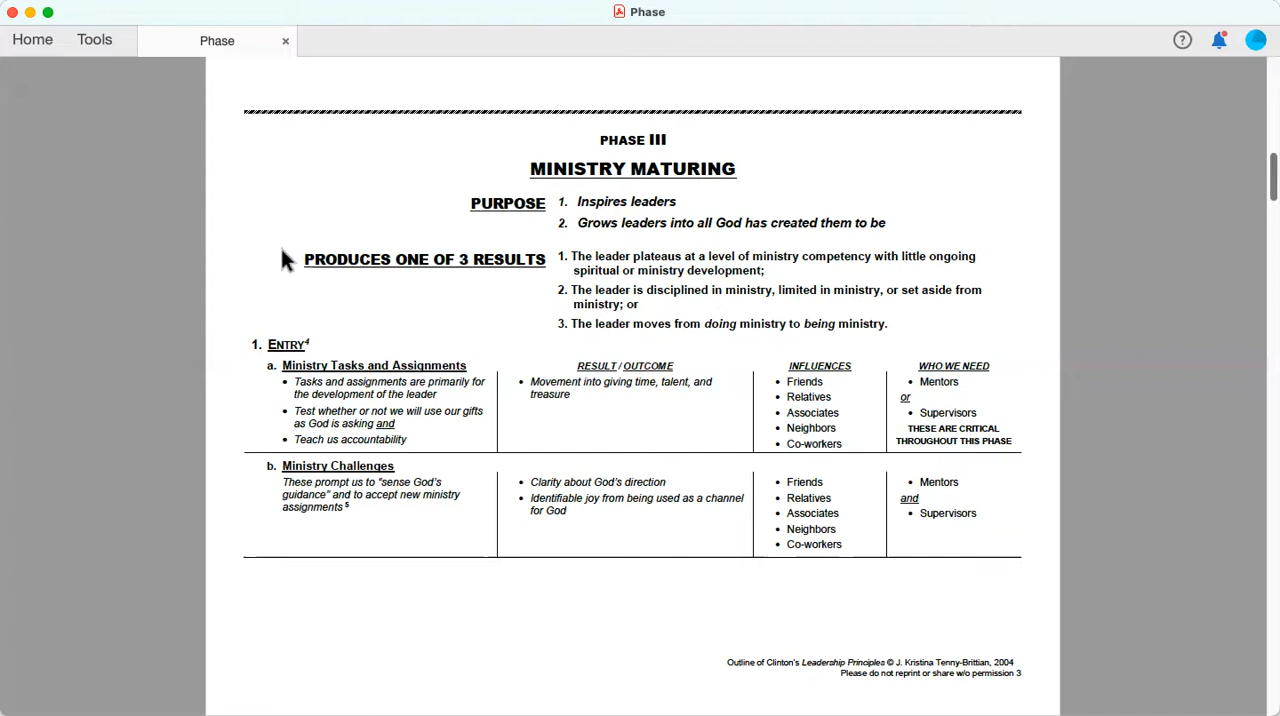 Phase
Home Tools Phase ×
?
PHASE III
MINISTRY MATURING
PURPOSE 1. Inspires leaders
2. Grows leaders into all God has created them to be
PRODUCES ONE OF 3 RESULTS 1. The leader plateaus at a level of ministry competency with little ongoing
spiritual or ministry development;
2. The leader is disciplined in ministry, limited in ministry, or set aside from
ministry; or
3. The leader moves from doing ministry to being ministry.
1. ENTRY⁴
a. Ministry Tasks and Assignments
• Tasks and assignments are primarily for
the development of the leader
• Test whether or not we will use our gifts
as God is asking and
• Teach us accountability
RESULT / OUTCOME
• Movement into giving time, talent, and
treasure
INFLUENCES
• Friends
• Relatives
• Associates
• Neighbors
• Co-workers
WHO WE NEED
• Mentors
or
• Supervisors
THESE ARE CRITICAL
THROUGHOUT THIS PHASE
b. Ministry Challenges
These prompt us to “sense God’s
guidance” and to accept new ministry
assignments ⁵
• Clarity about God’s direction
• Identifiable joy from being used as a channel
for God
• Friends
• Relatives
• Associates
• Neighbors
• Co-workers
• Mentors
and
• Supervisors
Outline of Clinton’s Leadership Principles © J. Kristina Tenny-Brittian, 2004
Please do not reprint or share w/o permission 3